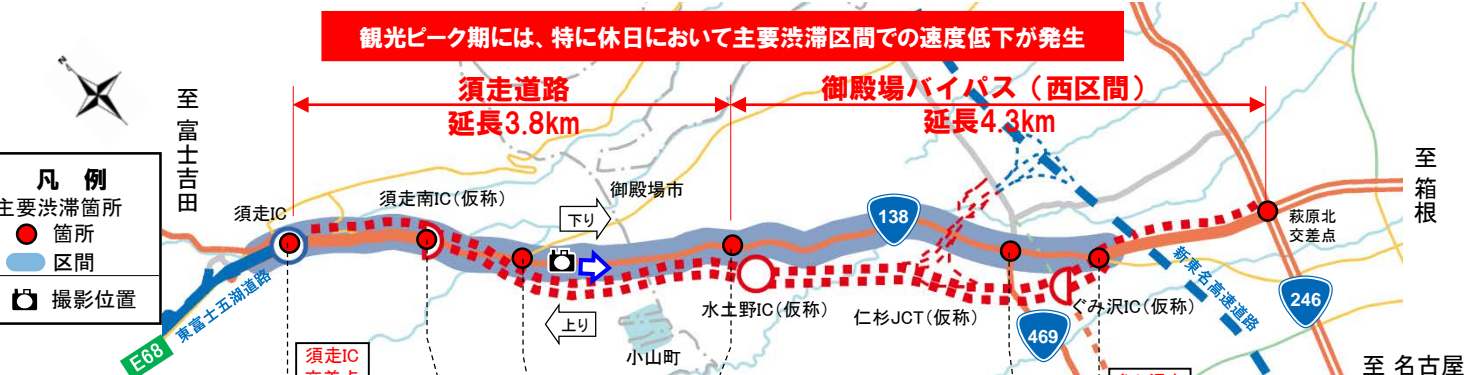 観光ピーク期には、特に休日において主要渋滞区間での速度低下が発生
須走道路
延長3.8km
御殿場バイパス（西区間）
延長4.3km
至富士吉田
凡 例
主要渋滞箇所
箇所
区間
撮影位置
須走IC
須走南IC(仮称)
御殿場市
下り
138
萩原北
交差点
至箱根
N
東富士五湖道路
E68
上り
水土野IC(仮称)
仁杉JCT(仮称)
ぐみ沢IC(仮称)
新東名高速道路
246
469
小山町
須走IC
至 名古屋